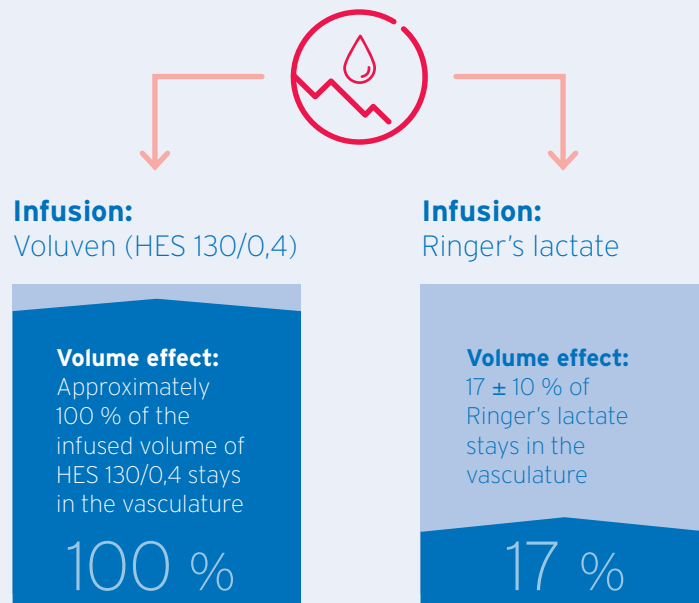 Infusion:
Voluven (HES 130/0,4)
Volume effect:
Approximately
100 % of the
infused volume of
HES 130/0,4 stays
in the vasculature
100 %
Infusion:
Ringer’s lactate
Volume effect:
17 ± 10 % of
Ringer’s lactate
stays in the
vasculature
17 %